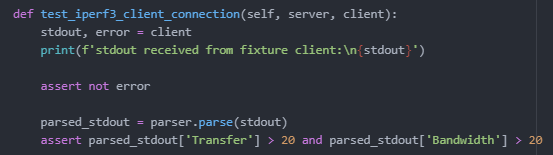 def test_iperf3_client_connection(self, server, client):
stdout, error = client
print(f'stdout received from fixture client:\n{stdout}')
assert not error
parsed_stdout = parser.parse(stdout)
assert parsed_stdout['Transfer'] > 20 and parsed_stdout['Bandwidth'] > 20